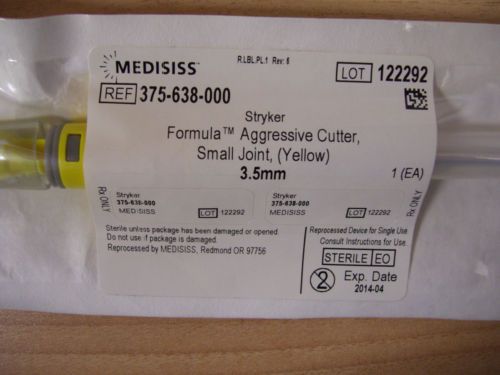 R.LBL.PL.1 Rev: 6
MEDISISS
LOT 122292
REF 375-638-000
Stryker
Formula™ Aggressive Cutter,
Small Joint, (Yellow)
3.5mm
1 (EA)
Rx ONLY
Stryker
375-638-000
MEDISISS
LOT 122292
Stryker
375-638-000
MEDISISS
LOT 122292
Rx ONLY
Sterile unless package has been damaged or opened.
Do not use if package is damaged.
Reprocessed by MEDISISS, Redmond OR 97756
Reprocessed Device for Single Use
Consult Instructions for Use.
STERILE EO
2 Exp. Date
2014-04